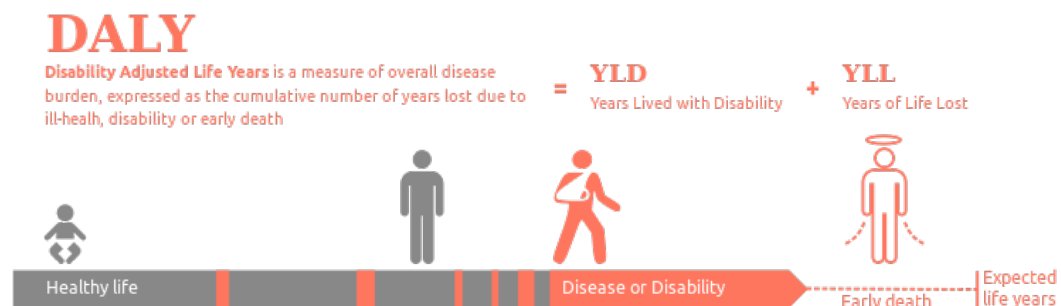 DALY
Disability Adjusted Life Years is a measure of overall disease
burden, expressed as the cumulative number of years lost due to
ill-healh, disability or early death
=
YLD
Years Lived with Disability
+
YLL
Years of Life Lost
Healthy life
Disease or Disability
Early death
Expected
life years